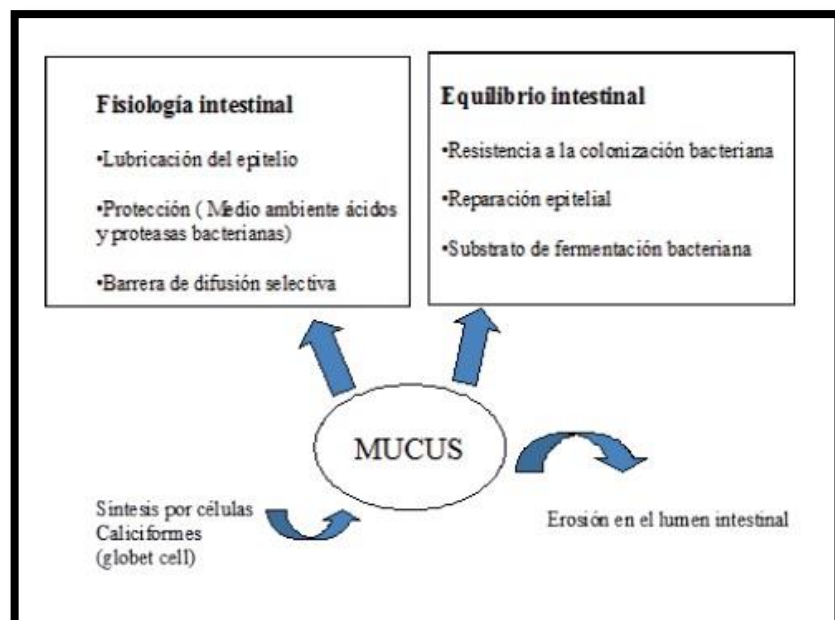 Fisiología intestinal
•Lubricación del epitelio
•Protección ( Medio ambiente ácidos
y proteasas bacterianas)
•Barrera de difusión selectiva
Equilibrio intestinal
•Resistencia a la colonización bacteriana
•Reparación epitelial
•Substrato de fermentación bacteriana
MUCUS
Síntesis por células
Caliciformes
(globet cell)
Erosión en el lumen intestinal